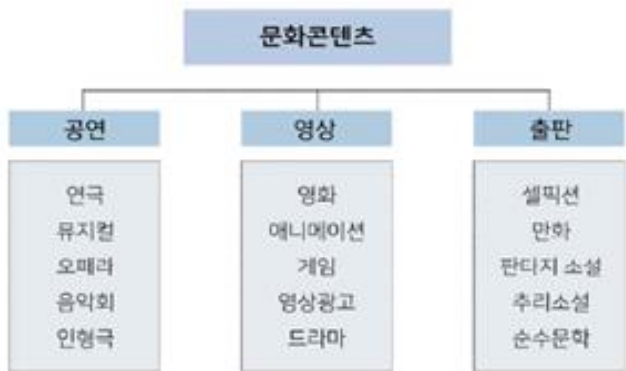 문화콘텐츠
공연
영상
출판
연극
뮤지컬
오페라
음악회
인형극
영화
애니메이션
게임
영상광고
드라마
셀픽션
만화
판다지 소설
추리소설
순수문학